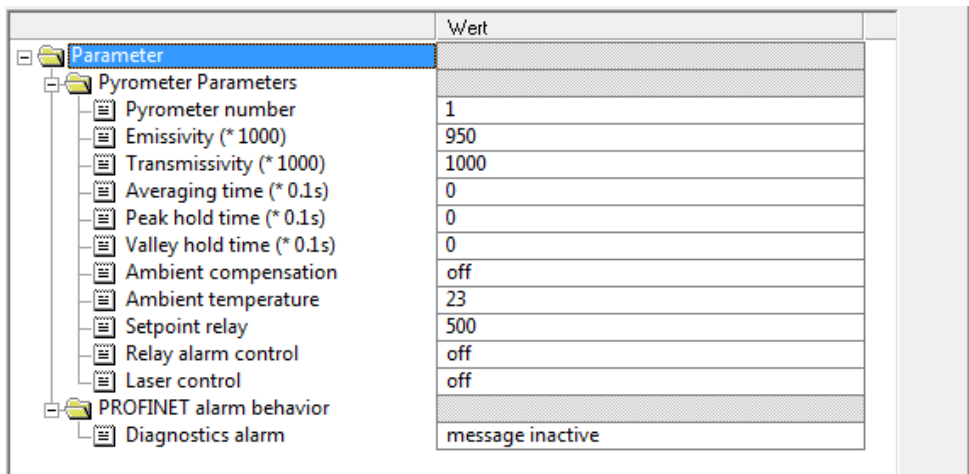 Wert
Parameter
Pyrometer Parameters
Pyrometer number 1
Emissivity (* 1000) 950
Transmissivity (* 1000) 1000
Averaging time (* 0.1s) 0
Peak hold time (* 0.1s) 0
Valley hold time (* 0.1s) 0
Ambient compensation off
Ambient temperature 23
Setpoint relay 500
Relay alarm control off
Laser control off
PROFINET alarm behavior
Diagnostics alarm message inactive